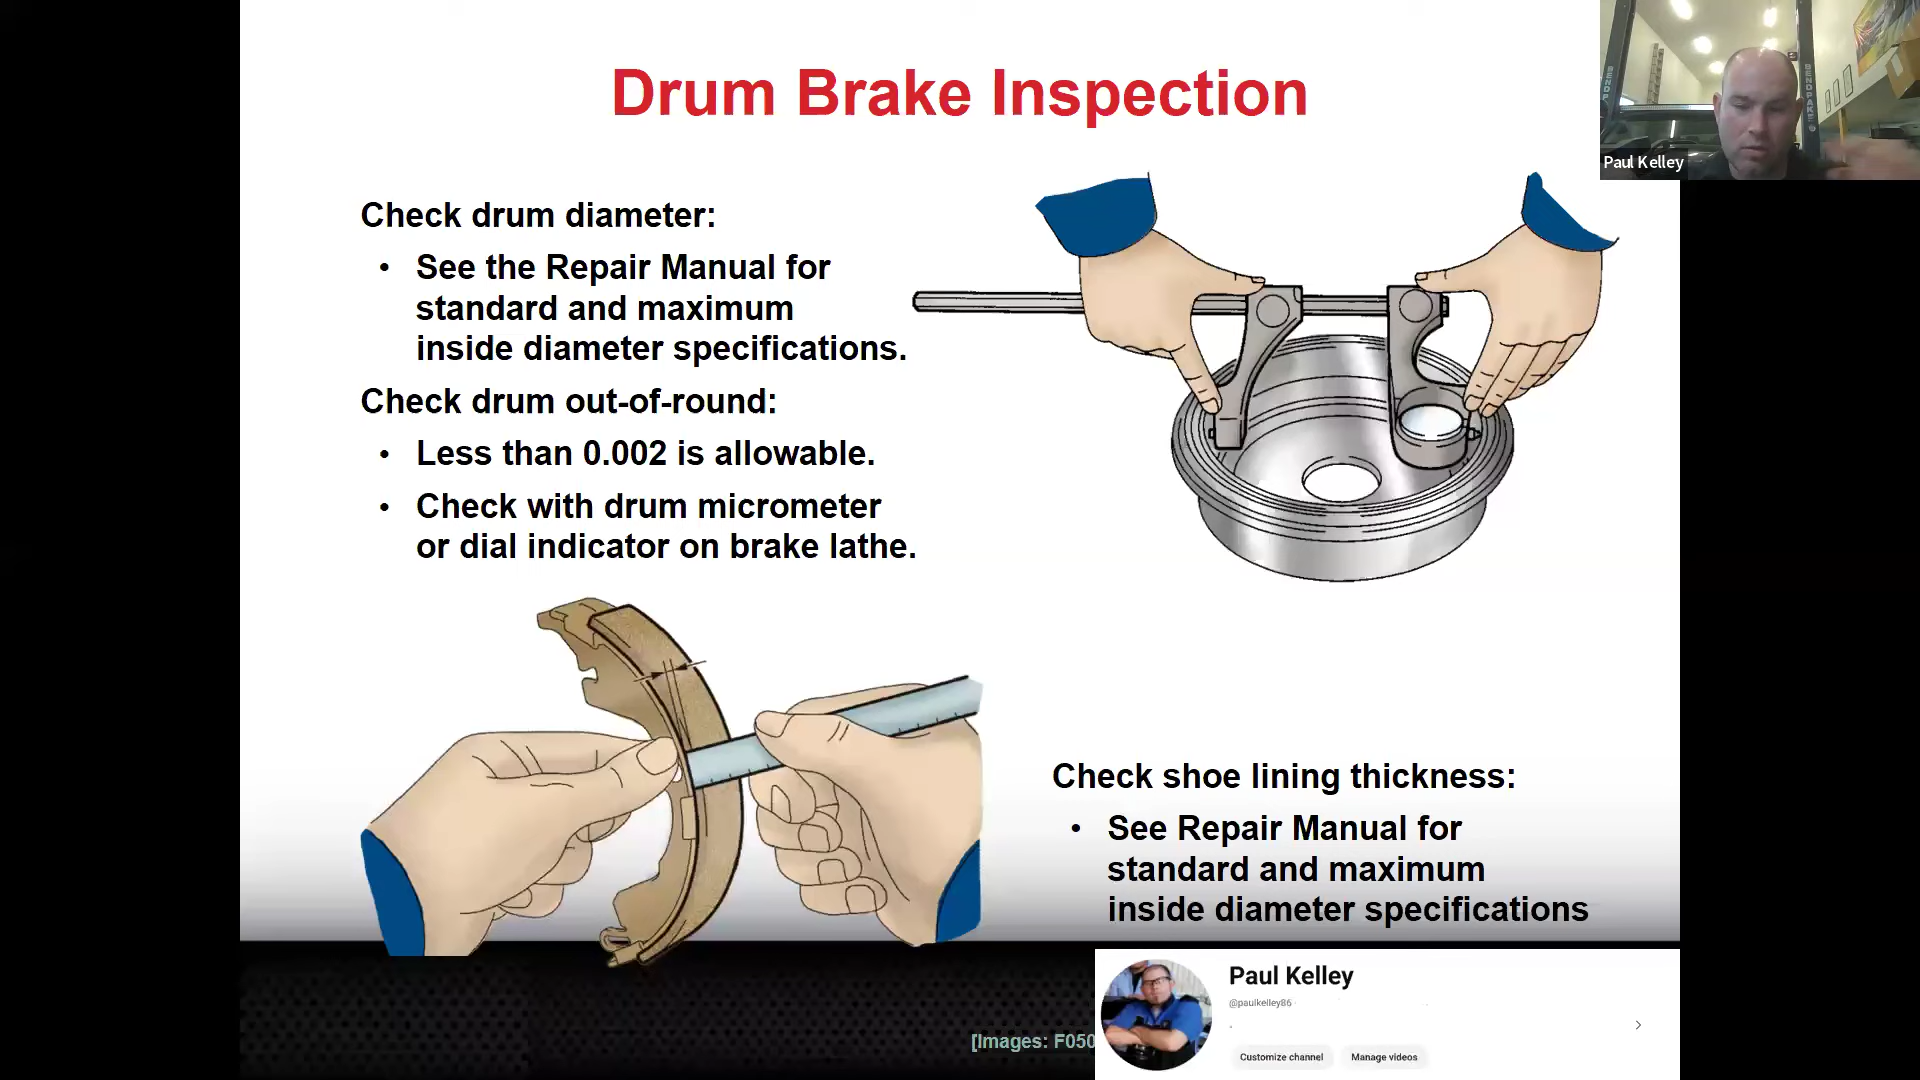 Drum Brake Inspection
Paul Kelley
Check drum diameter:
• See the Repair Manual for
standard and maximum
inside diameter specifications.
Check drum out-of-round:
• Less than 0.002 is allowable.
• Check with drum micrometer
or dial indicator on brake lathe.
Check shoe lining thickness:
• See Repair Manual for
standard and maximum
inside diameter specifications
[Images: F050
Paul Kelley
@paulkelley86
Customize channel
Manage videos